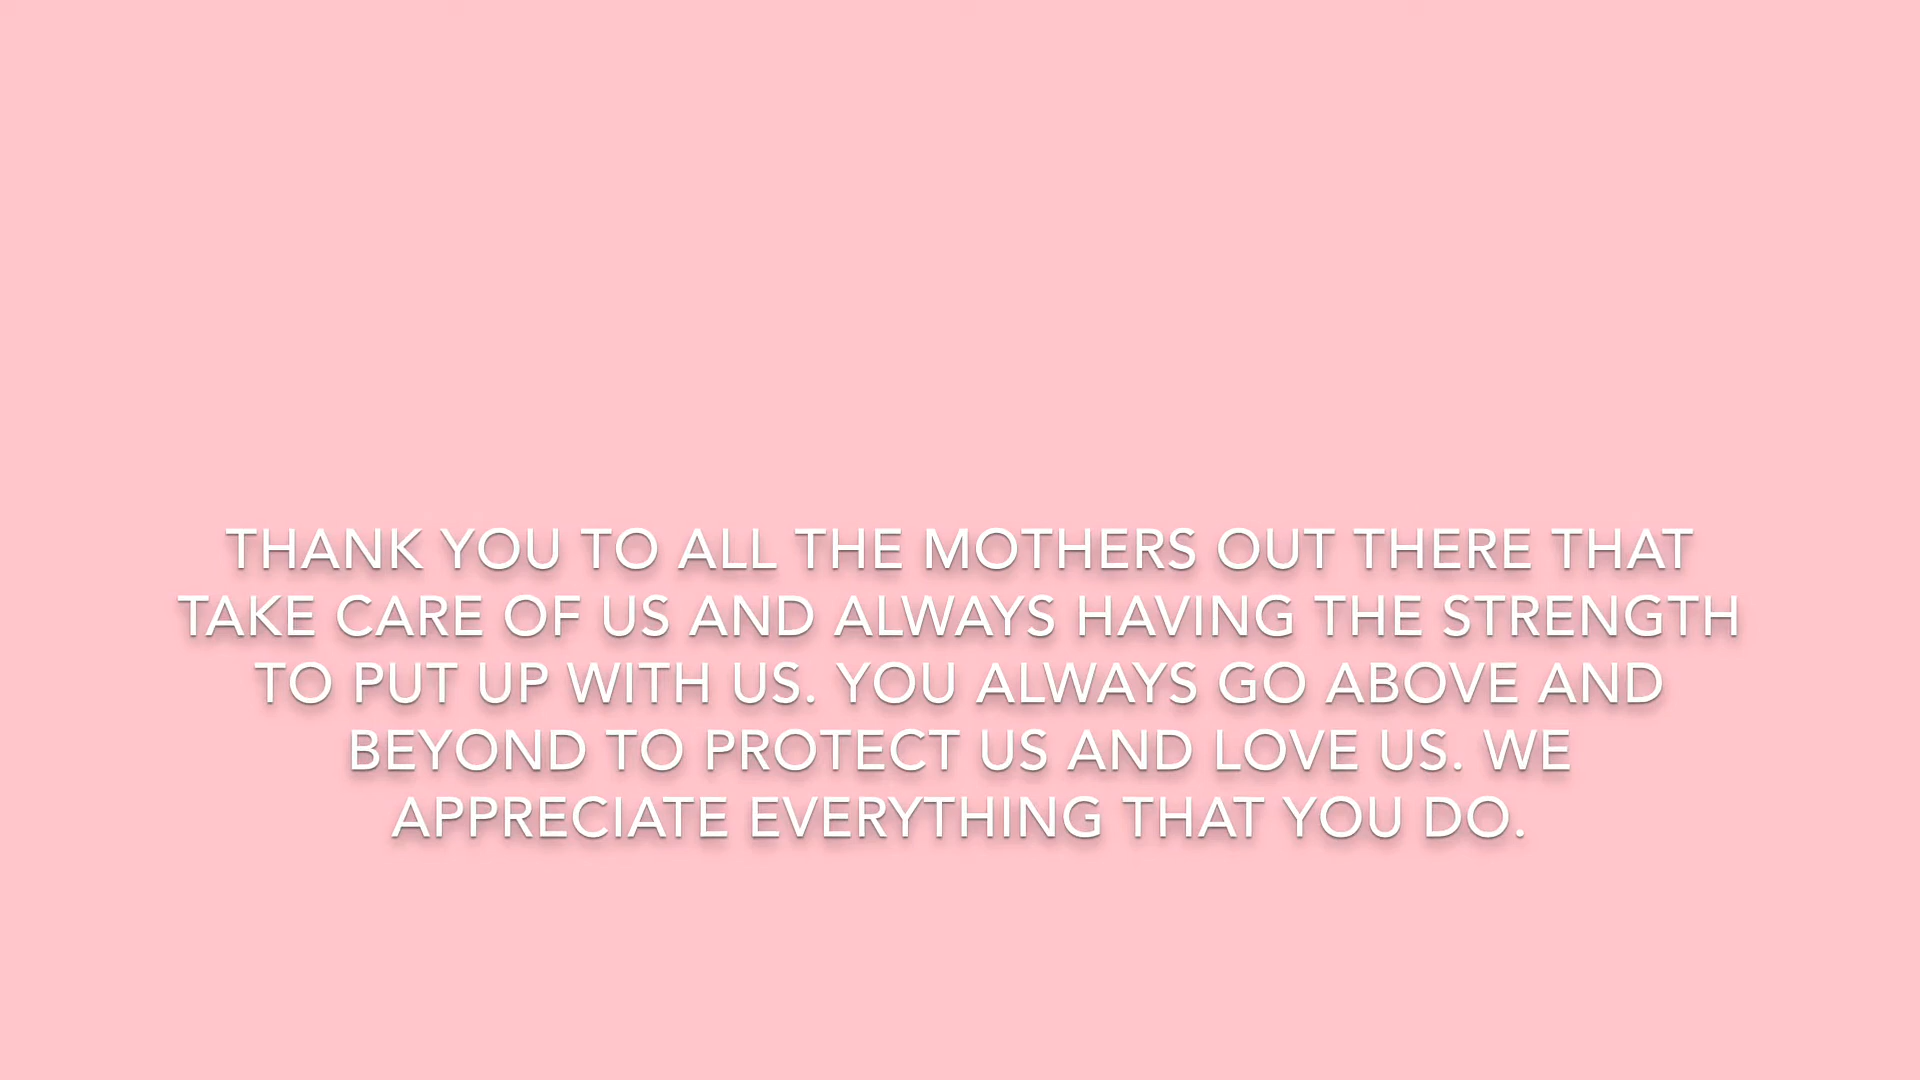 THANK YOU TO ALL THE MOTHERS OUT THERE THAT
TAKE CARE OF US AND ALWAYS HAVING THE STRENGTH
TO PUT UP WITH US. YOU ALWAYS GO ABOVE AND
BEYOND TO PROTECT US AND LOVE US. WE
APPRECIATE EVERYTHING THAT YOU DO.